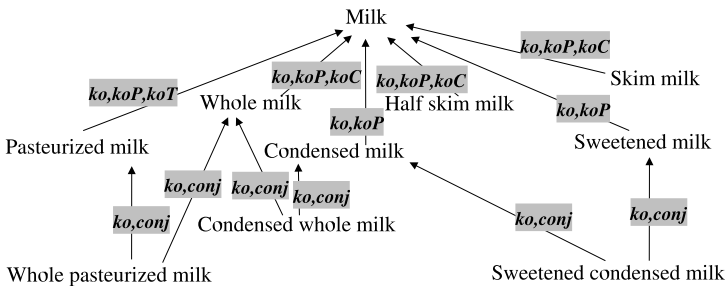 Milk
ko,koP,koC
Skim milk
ko,koP,koC
ko,koP,koC
ko,koP,koT
Whole milk
Half skim milk
ko,koP
ko,koP
Pasteurized milk
Condensed milk
Sweetened milk
ko,conj
ko,conj
ko,conj
ko,conj
Condensed whole milk
ko,conj
ko,conj
Whole pasteurized milk
Sweetened condensed milk